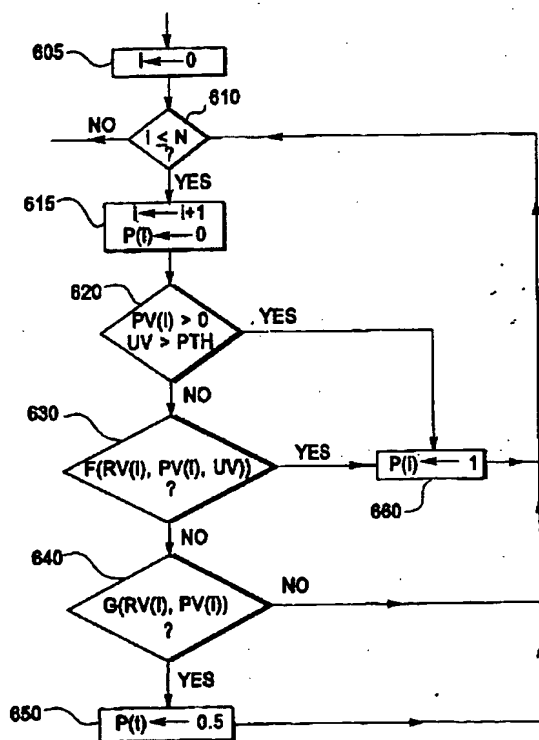 605
I ← 0
610
NO
I ≤ N
?
YES
615
i ← i+1
P(I) ← 0
620
PV(I) > 0
UV > PTH
YES
NO
630
F(RV(I), PV(I), UV))
?
YES
P(i) ← 1
660
NO
640
G(RV(I), PV(I))
?
NO
YES
650
P(t) ← 0.5